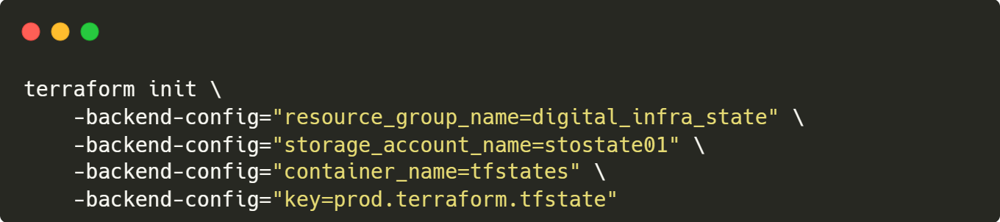 terraform init \
    -backend-config="resource_group_name=digital_infra_state" \
    -backend-config="storage_account_name=stostate01" \
    -backend-config="container_name=tfstates" \
    -backend-config="key=prod.terraform.tfstate"